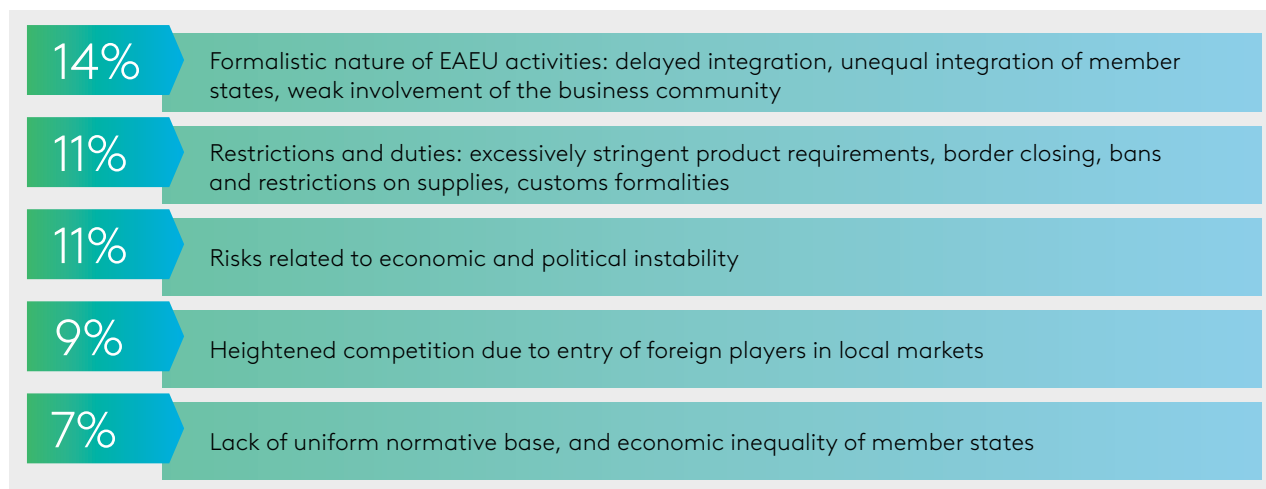 14%
Formalistic nature of EAEU activities: delayed integration, unequal integration of member
states, weak involvement of the business community
11%
Restrictions and duties: excessively stringent product requirements, border closing, bans
and restrictions on supplies, customs formalities
11%
Risks related to economic and political instability
9%
Heightened competition due to entry of foreign players in local markets
7%
Lack of uniform normative base, and economic inequality of member states